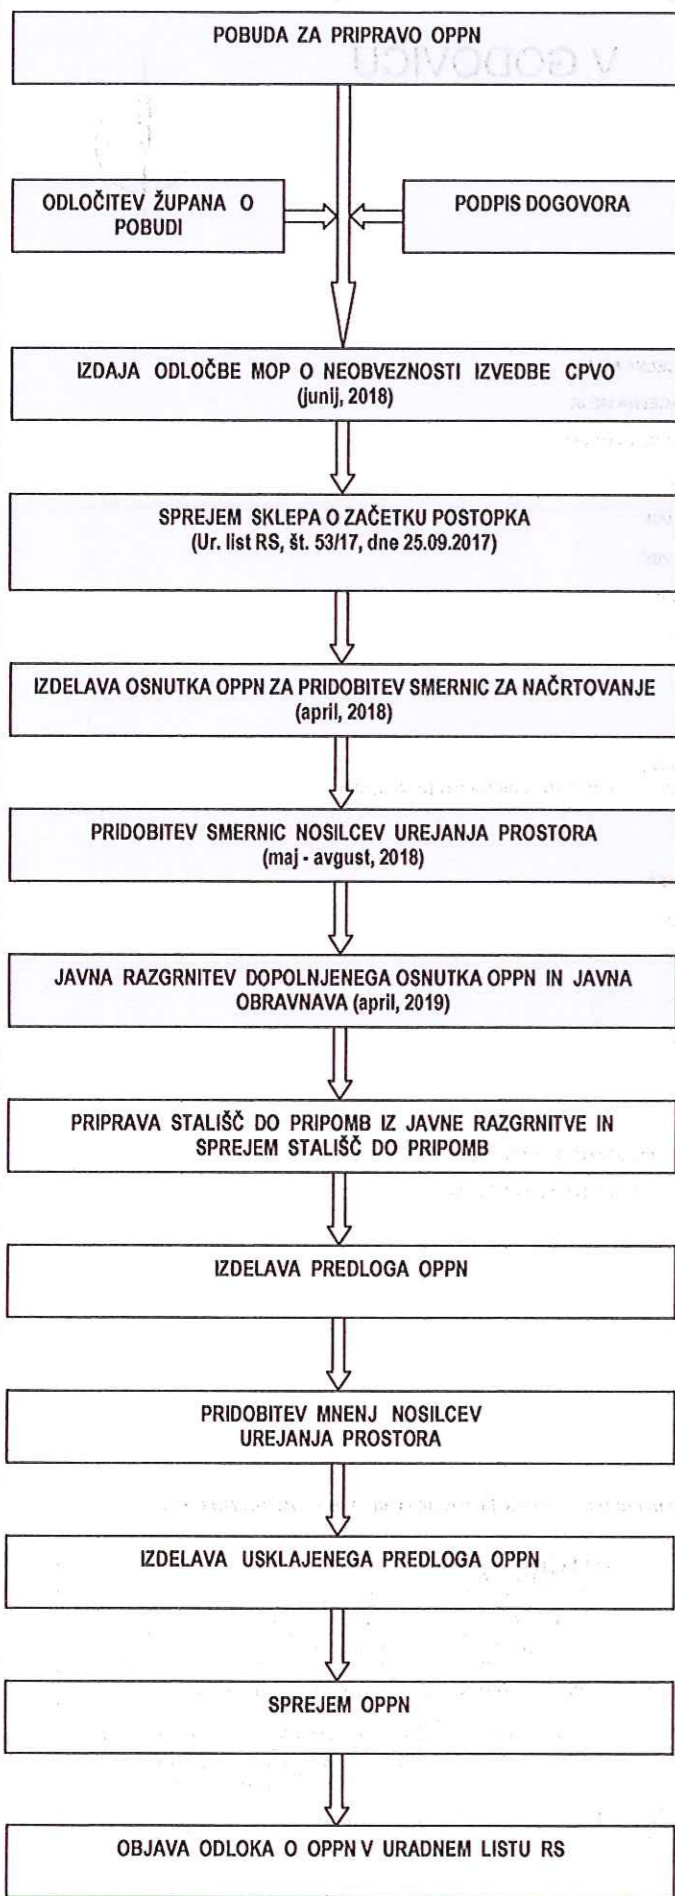 POBUDA ZA PRIPRAVO OPPN
V GODOVICU
ODLOČITEV ŽUPANA O
POBUDI
PODPIS DOGOVORA
IZDAJA ODLOČBE MOP O NEOBVEZNOSTI IZVEDBE CPVO
(junij, 2018)
SPREJEM SKLEPA O ZAČETKU POSTOPKA
(Ur. list RS, št. 53/17, dne 25.09.2017)
IZDELAVA OSNUTKA OPPN ZA PRIDOBITEV SMERNIC ZA NAČRTOVANJE
(april, 2018)
PRIDOBITEV SMERNIC NOSILCEV UREJANJA PROSTORA
(maj - avgust, 2018)
JAVNA RAZGRNITEV DOPOLNJENEGA OSNUTKA OPPN IN JAVNA
OBRAVNAVA (april, 2019)
PRIPRAVA STALIŠČ DO PRIPOMB IZ JAVNE RAZGRNITVE IN
SPREJEM STALIŠČ DO PRIPOMB
IZDELAVA PREDLOGA OPPN
PRIDOBITEV MNENJ NOSILCEV
UREJANJA PROSTORA
IZDELAVA USKLAJENEGA PREDLOGA OPPN
SPREJEM OPPN
OBJAVA ODLOKA O OPPN V URADNEM LISTU RS